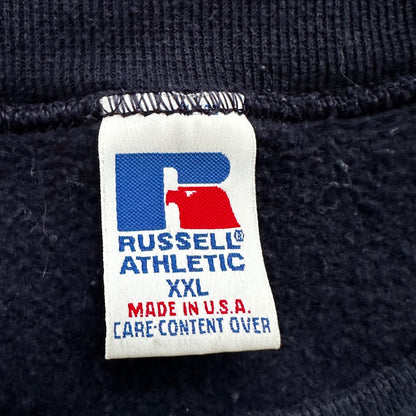 R
RUSSELL®
ATHLETIC
XXL
MADE IN U.S.A.
CARE-CONTENT OVER